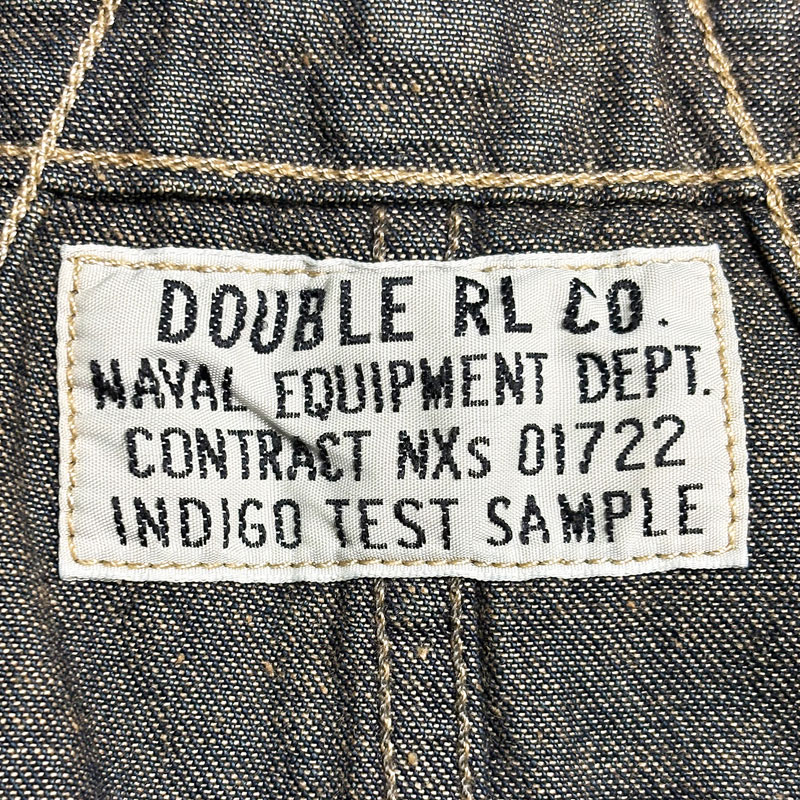 DOUBLE RL CO.
NAVAL EQUIPMENT DEPT.
CONTRACT NXs 01722
INDIGO TEST SAMPLE